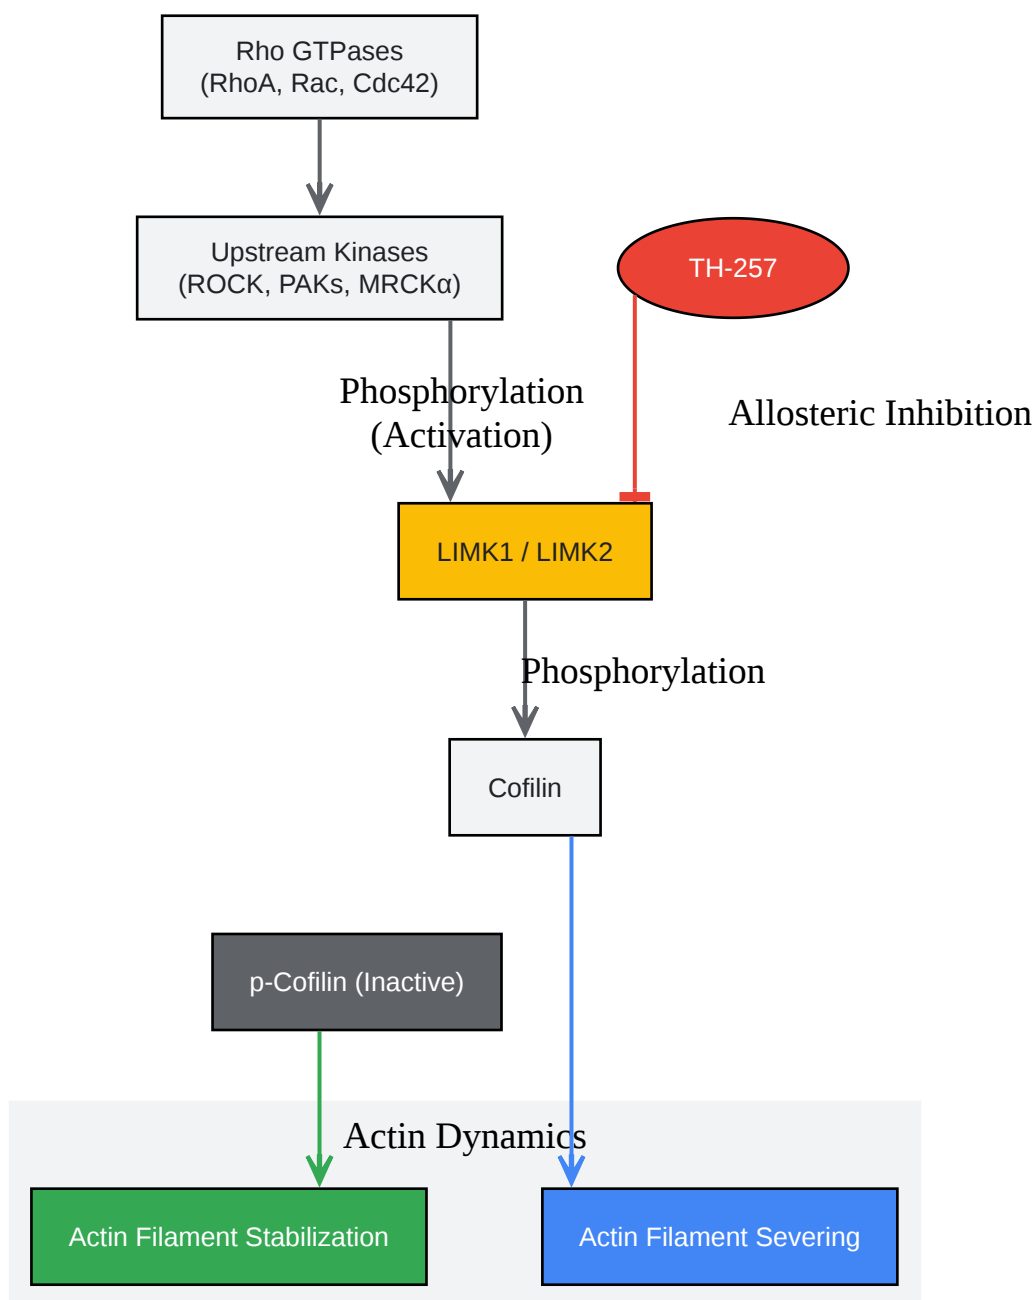 Rho GTPases
(RhoA, Rac, Cdc42)
Upstream Kinases
(ROCK, PAKs, MRCKα)
TH-257
Phosphorylation
(Activation)
Allosteric Inhibition
LIMK1 / LIMK2
Phosphorylation
Cofilin
p-Cofilin (Inactive)
Actin Dynamics
Actin Filament Stabilization
Actin Filament Severing